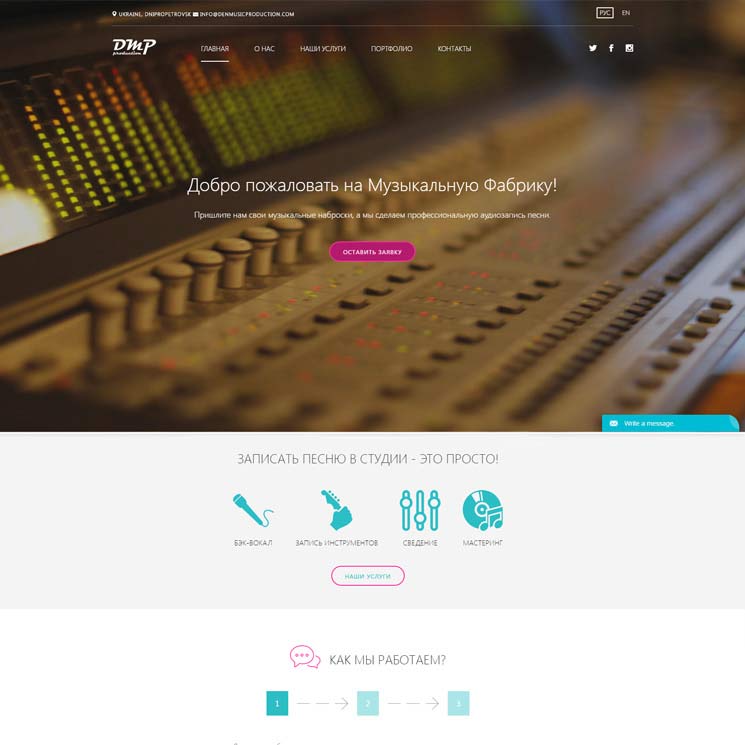 UKRAINE, DNIPROPETROVSK INFO@DENMUSICPRODUCTION.COM
РУС EN
DMP
production
ГЛАВНАЯ О НАС НАШИ УСЛУГИ ПОРТФОЛИО КОНТАКТЫ
Добро пожаловать на Музыкальную Фабрику!
Пришлите нам свои музыкальные наброски, а мы сделаем профессиональную аудиозапись песни.
ОСТАВИТЬ ЗАЯВКУ
Write a message.
ЗАПИСАТЬ ПЕСНЮ В СТУДИИ - ЭТО ПРОСТО!
БЭК-ВОКАЛ ЗАПИСЬ ИНСТРУМЕНТОВ СВЕДЕНИЕ МАСТЕРИНГ
НАШИ УСЛУГИ
КАК МЫ РАБОТАЕМ?
1 2 3